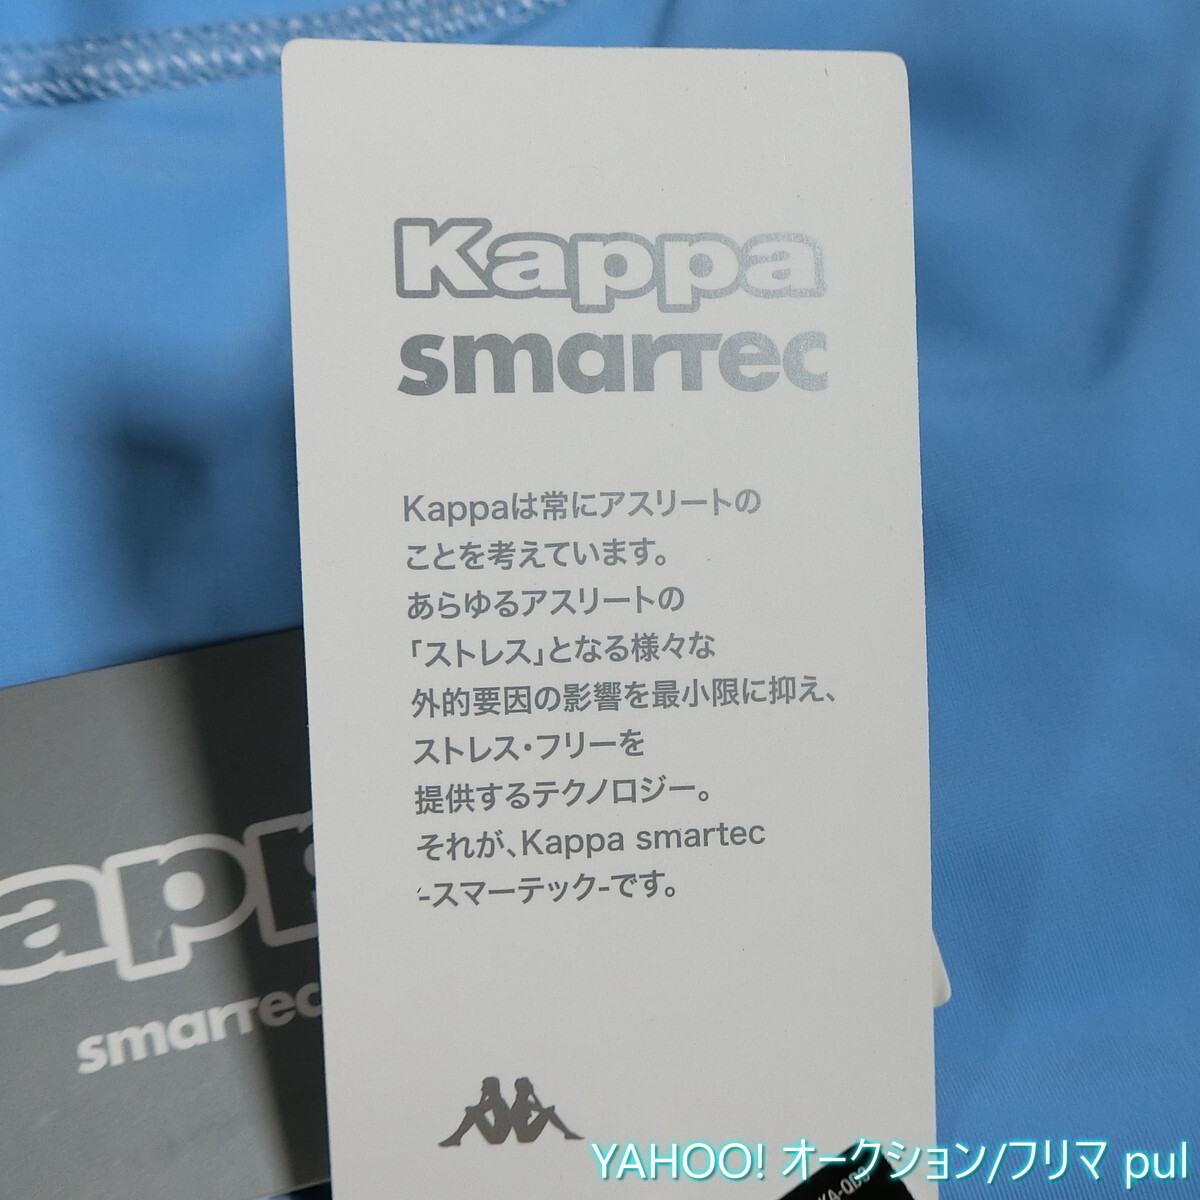 Kappa
smarTec
Kappaは常にアスリートの
ことを考えています。
あらゆるアスリートの
「ストレス」となる様々な
外的要因の影響を最小限に抑え、
ストレス・フリーを
提供するテクノロジー。
それが、Kappa smartec
-スマーテック-です。
app
smarTec
YAHOO! オークション/フリマ pul